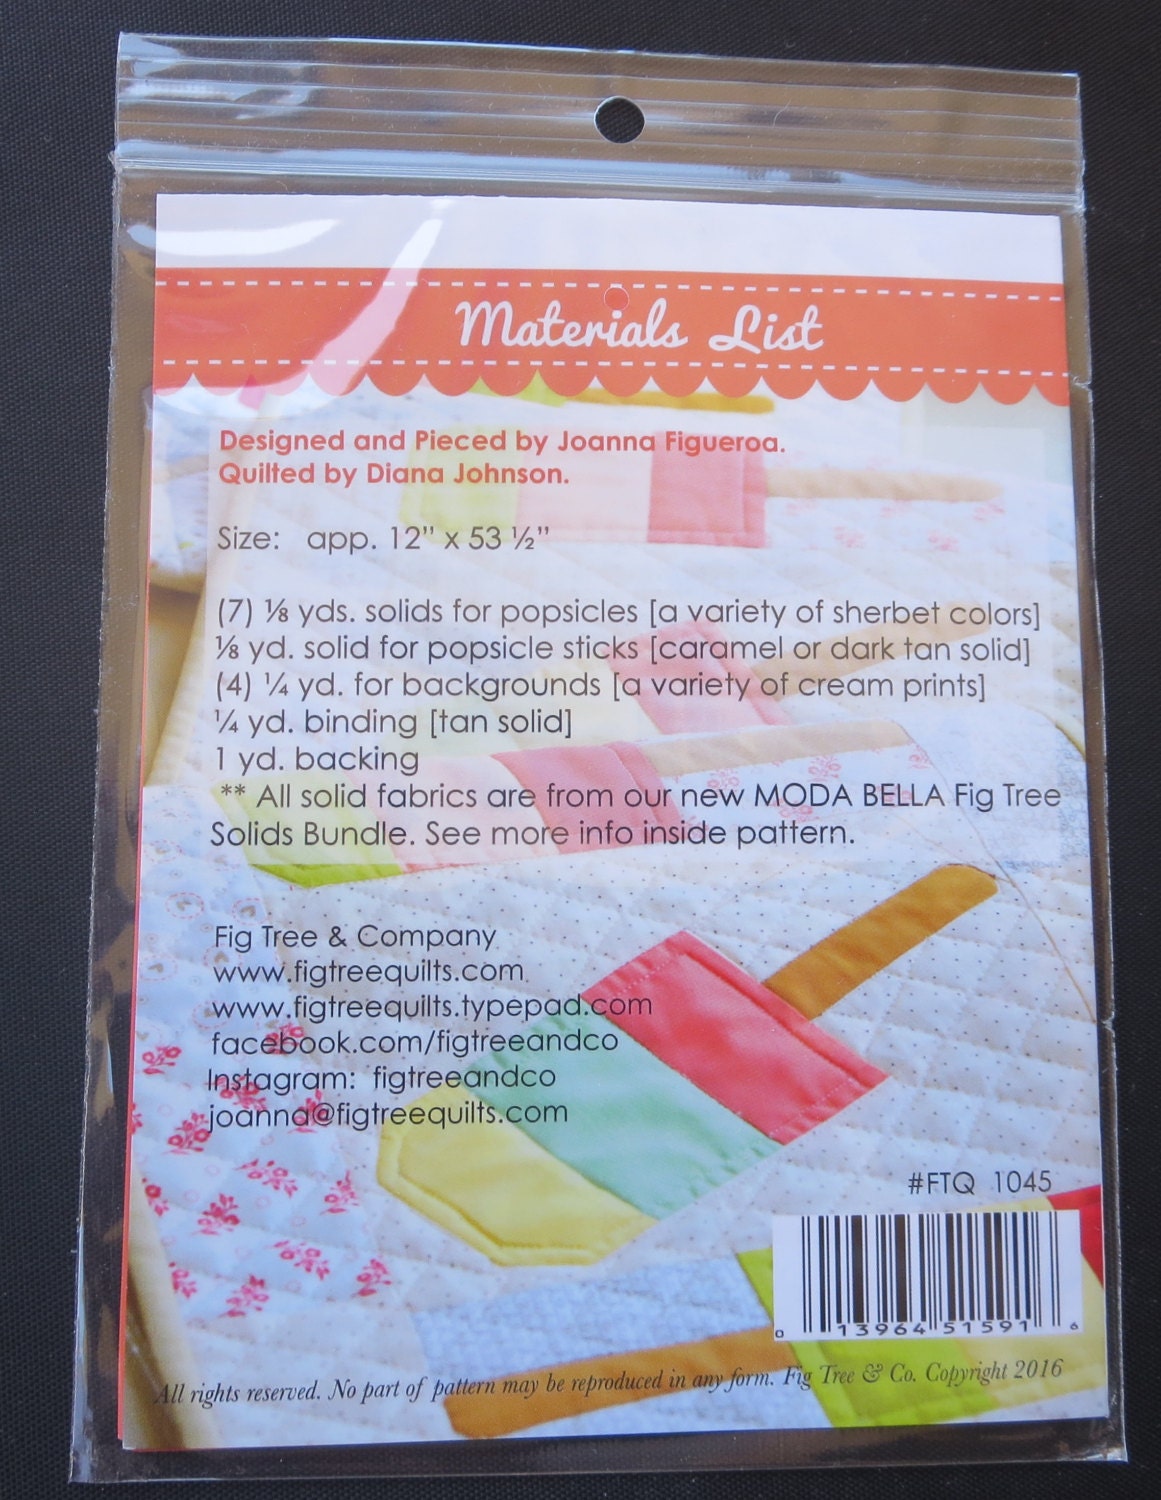 Materials List
Designed and Pieced by Joanna Figueroa.
Quilted by Diana Johnson.
Size: app. 12” x 53 ½”
(7) ⅛ yds. solids for popsicles [a variety of sherbet colors]
⅛ yd. solid for popsicle sticks [caramel or dark tan solid]
(4) ¼ yd. for backgrounds [a variety of cream prints]
¼ yd. binding [tan solid]
1 yd. backing
** All solid fabrics are from our new MODA BELLA Fig Tree
Solids Bundle. See more info inside pattern.
Fig Tree & Company
www.figtreequilts.com
www.figtreequilts.typepad.com
facebook.com/figtreeandco
Instagram: figtreeandco
joanna@figtreequilts.com
#FTQ 1045
0 13964 51591 6
All rights reserved. No part of pattern may be reproduced in any form. Fig Tree & Co. Copyright 2016